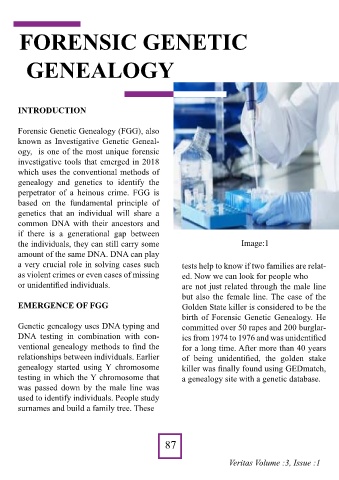 FORENSIC GENETIC
GENEALOGY
INTRODUCTION
Forensic Genetic Genealogy (FGG), also
known as Investigative Genetic Geneal-
ogy, is one of the most unique forensic
investigative tools that emerged in 2018
which uses the conventional methods of
genealogy and genetics to identify the
perpetrator of a heinous crime. FGG is
based on the fundamental principle of
genetics that an individual will share a
common DNA with their ancestors and
if there is a generational gap between
the individuals, they can still carry some
amount of the same DNA. DNA can play
a very crucial role in solving cases such
as violent crimes or even cases of missing
or unidentified individuals.
EMERGENCE OF FGG
Genetic genealogy uses DNA typing and
DNA testing in combination with con-
ventional genealogy methods to find the
relationships between individuals. Earlier
genealogy started using Y chromosome
testing in which the Y chromosome that
was passed down by the male line was
used to identify individuals. People study
surnames and build a family tree. These
Image:1
tests help to know if two families are relat-
ed. Now we can look for people who
are not just related through the male line
but also the female line. The case of the
Golden State killer is considered to be the
birth of Forensic Genetic Genealogy. He
committed over 50 rapes and 200 burglar-
ies from 1974 to 1976 and was unidentified
for a long time. After more than 40 years
of being unidentified, the golden stake
killer was finally found using GEDmatch,
a genealogy site with a genetic database.
87
Veritas Volume :3, Issue :1